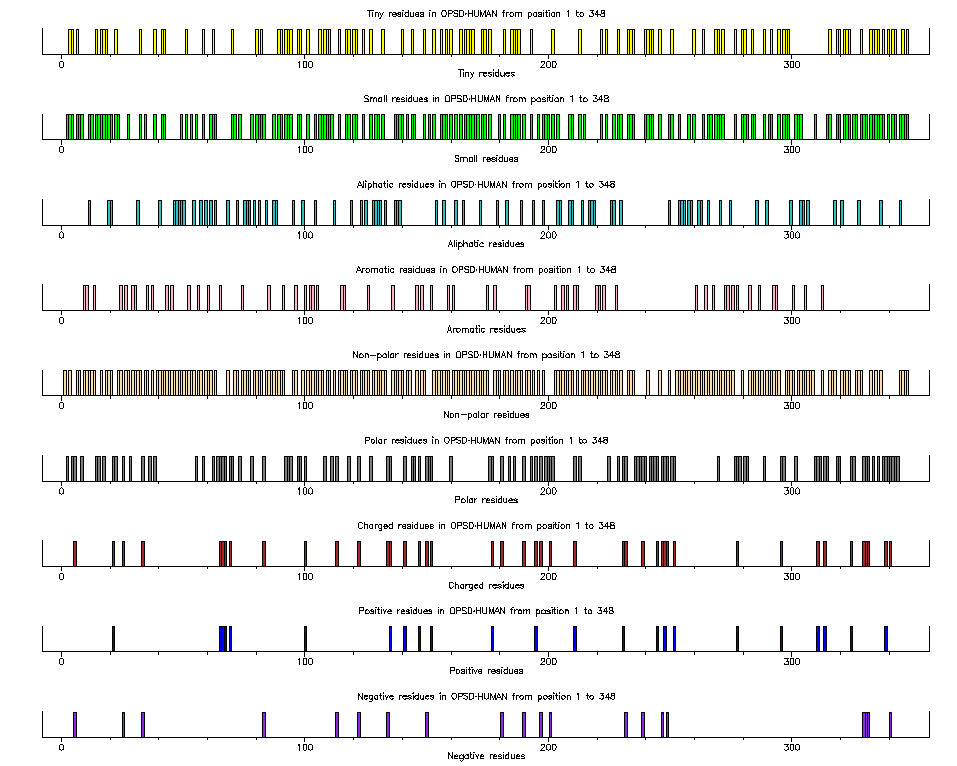 Tiny residues in OPSD-HUMAN from position 1 to 348
0 100 200 300
Tiny residues
Small residues in OPSD-HUMAN from position 1 to 348
0 100 200 300
Small residues
Aliphatic residues in OPSD-HUMAN from position 1 to 348
0 100 200 300
Aliphatic residues
Aromatic residues in OPSD-HUMAN from position 1 to 348
0 100 200 300
Aromatic residues
Non-polar residues in OPSD-HUMAN from position 1 to 348
0 100 200 300
Non-polar residues
Polar residues in OPSD-HUMAN from position 1 to 348
0 100 200 300
Polar residues
Charged residues in OPSD-HUMAN from position 1 to 348
0 100 200 300
Charged residues
Positive residues in OPSD-HUMAN from position 1 to 348
0 100 200 300
Positive residues
Negative residues in OPSD-HUMAN from position 1 to 348
0 100 200 300
Negative residues